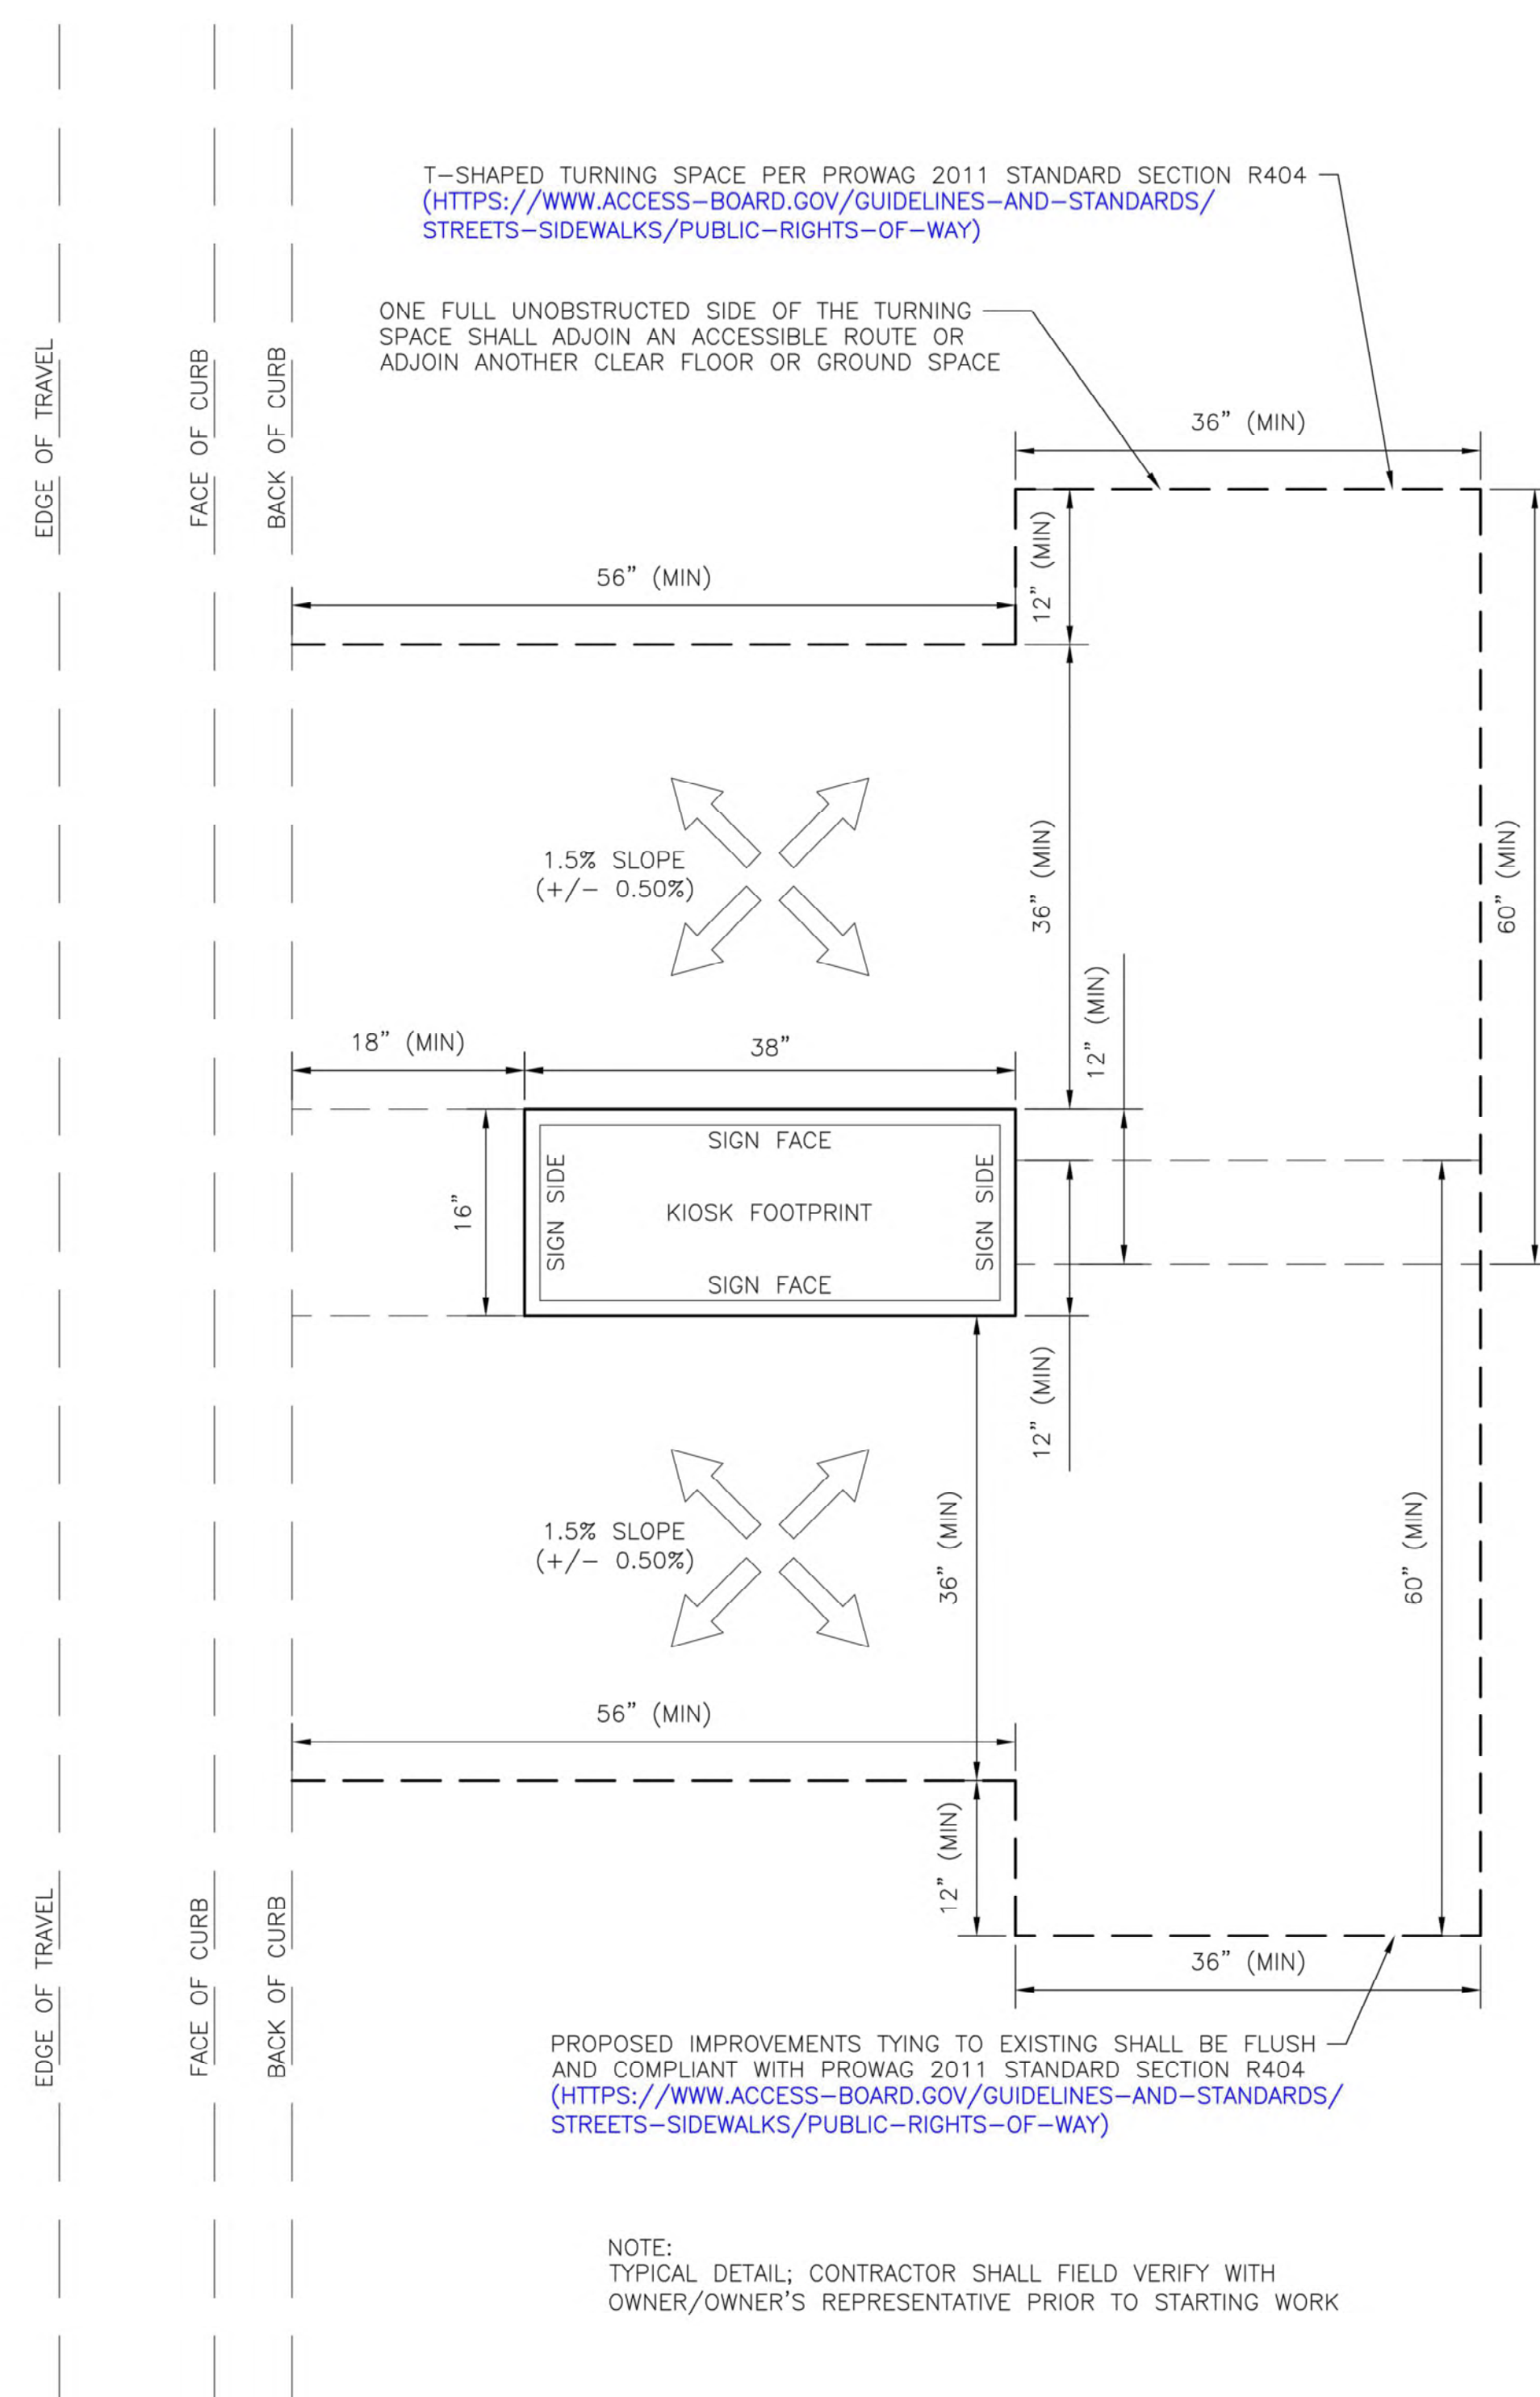 T-SHAPED TURNING SPACE PER PROWAG 2011 STANDARD SECTION R404
(HTTPS://WWW.ACCESS-BOARD.GOV/GUIDELINES-AND-STANDARDS/
STREETS-SIDEWALKS/PUBLIC-RIGHTS-OF-WAY)
ONE FULL UNOBSTRUCTED SIDE OF THE TURNING
SPACE SHALL ADJOIN AN ACCESSIBLE ROUTE OR
ADJOIN ANOTHER CLEAR FLOOR OR GROUND SPACE
EDGE OF TRAVEL
FACE OF CURB
BACK OF CURB
36” (MIN)
12” (MIN)
56” (MIN)
1.5% SLOPE
(+/- 0.50%)
36” (MIN)
60” (MIN)
12” (MIN)
18” (MIN)
38”
16”
SIGN FACE
SIGN SIDE
KIOSK FOOTPRINT
SIGN SIDE
SIGN FACE
12” (MIN)
1.5% SLOPE
(+/- 0.50%)
36” (MIN)
60” (MIN)
56” (MIN)
12” (MIN)
EDGE OF TRAVEL
FACE OF CURB
BACK OF CURB
36” (MIN)
PROPOSED IMPROVEMENTS TYING TO EXISTING SHALL BE FLUSH
AND COMPLIANT WITH PROWAG 2011 STANDARD SECTION R404
(HTTPS://WWW.ACCESS-BOARD.GOV/GUIDELINES-AND-STANDARDS/
STREETS-SIDEWALKS/PUBLIC-RIGHTS-OF-WAY)
NOTE:
TYPICAL DETAIL; CONTRACTOR SHALL FIELD VERIFY WITH
OWNER/OWNER'S REPRESENTATIVE PRIOR TO STARTING WORK